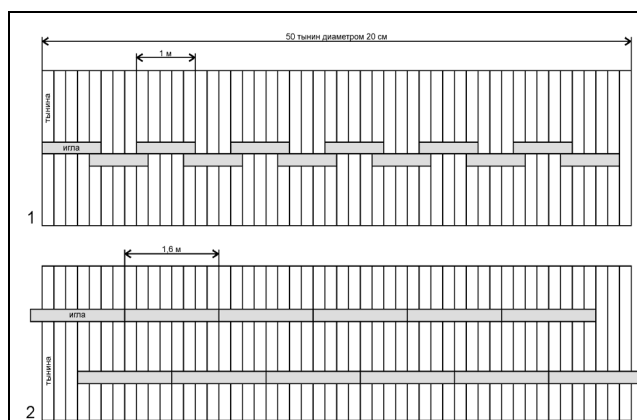 50 тынин диаметром 20 см
1 м
тынина
игла
1
1,6 м
игла
тынина
2